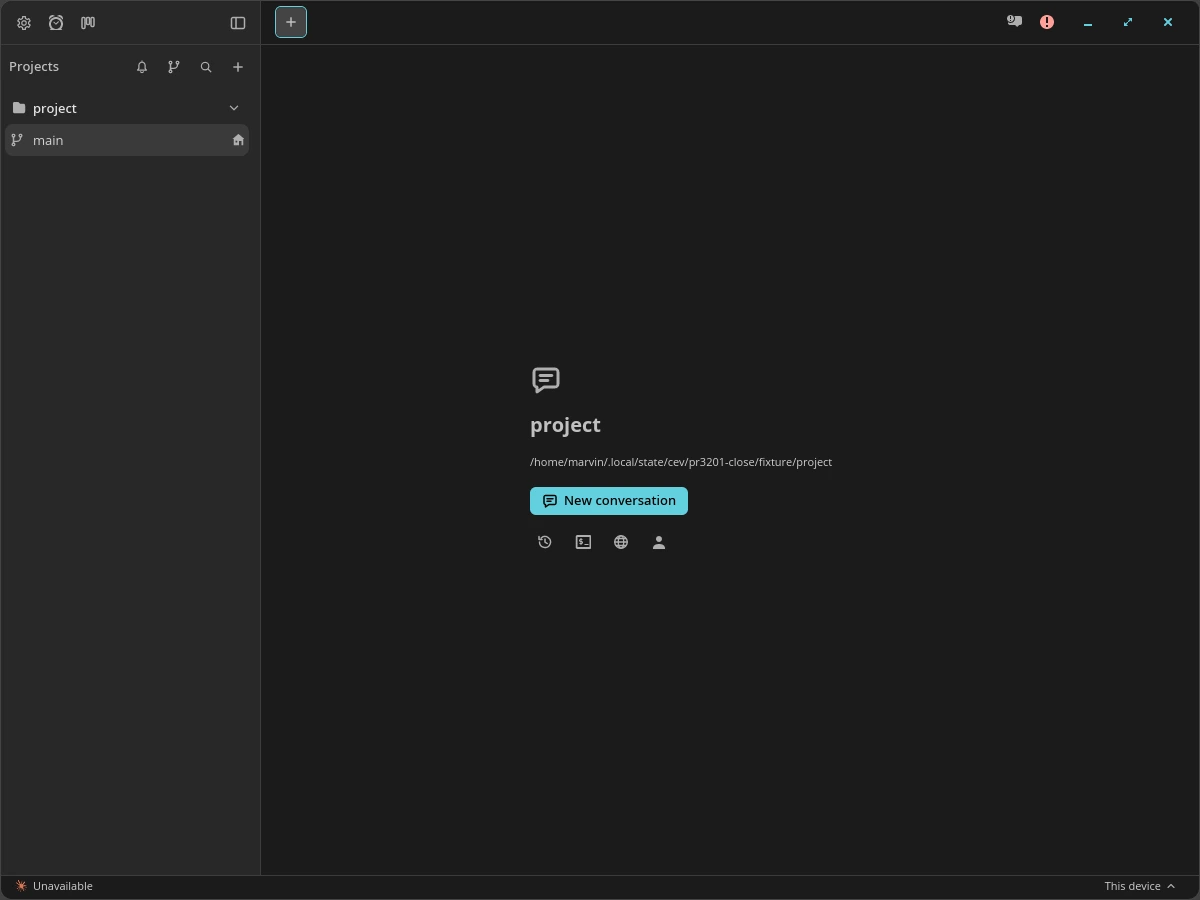 Projects
project
main
project
/home/marvin/.local/state/cev/pr3201-close/fixture/project
New conversation
Unavailable
This device